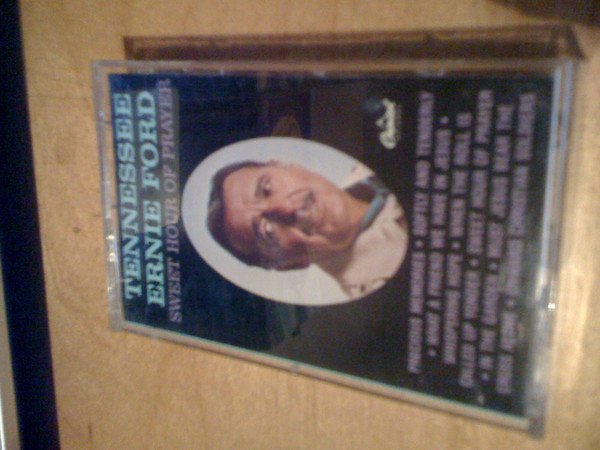 TENNESSEE
ERNIE FORD
SWEET HOUR OF PRAYER
Capitol
PRECIOUS MEMORIES • SOFTLY AND TENDERLY
• WHAT A FRIEND WE HAVE IN JESUS •
WHISPERING HOPE • WHEN THE ROLL IS
CALLED UP YONDER • SWEET HOUR OF PRAYER
• IN THE GARDEN • MUST JESUS BEAR THE
CROSS ALONE • ONWARD CHRISTIAN SOLDIERS